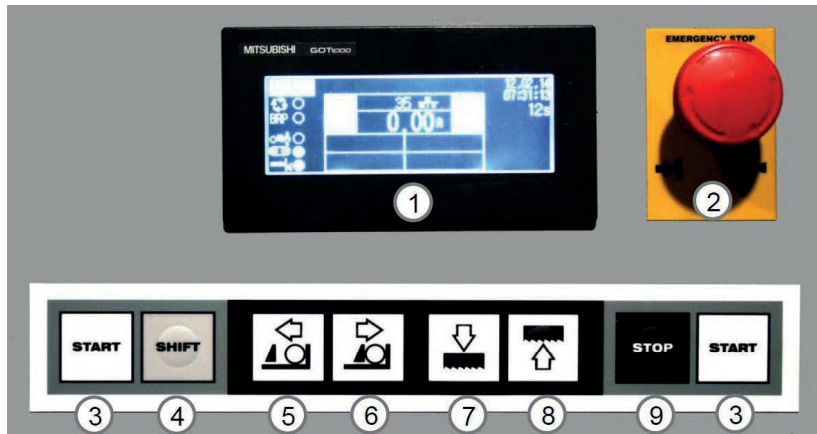 MITSUBISHI GOT1000
EMERGENCY STOP
12.02.14
07:31:13
12s
35
BRP
0.00
1
2
START
SHIFT
STOP
START
3
4
5
6
7
8
9
3